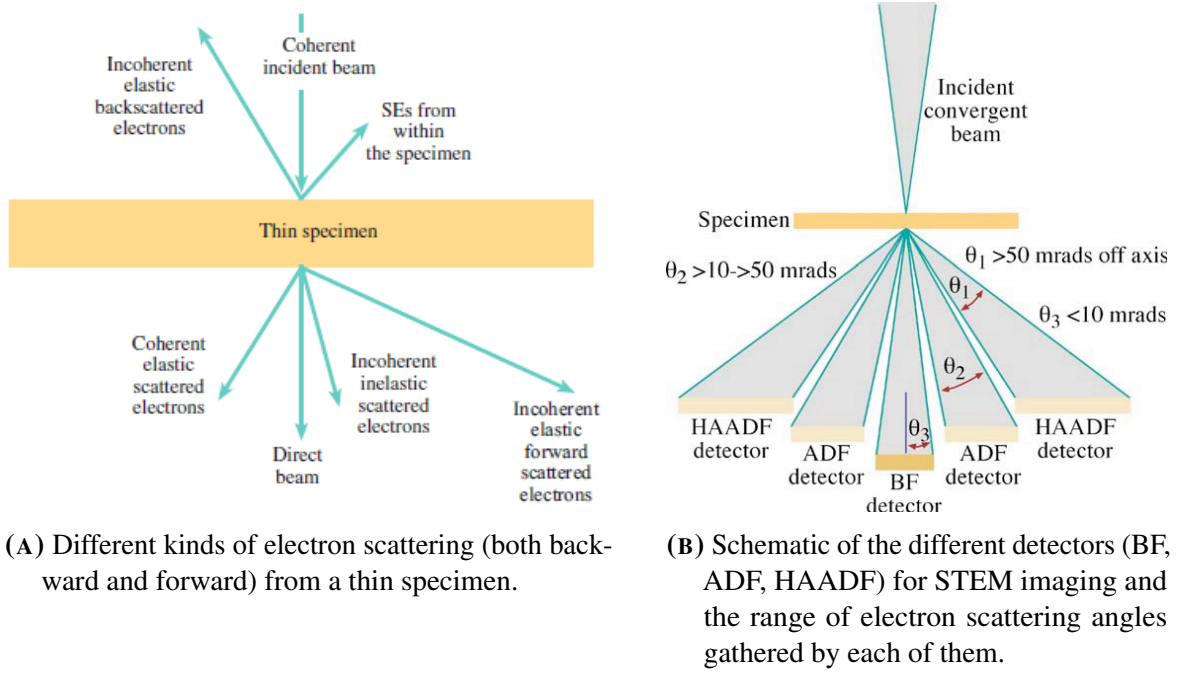 Coherent
incident beam
Incoherent
elastic
backscattered
electrons
SEs from
within
the specimen
Thin specimen
Coherent
elastic
scattered
electrons
Direct
beam
Incoherent
inelastic
scattered
electrons
Incoherent
elastic
forward
scattered
electrons
(A) Different kinds of electron scattering (both back-
ward and forward) from a thin specimen.
Incident
convergent
beam
Specimen
θ2 >10->50 mrads
θ1 >50 mrads off axis
θ1
θ3 <10 mrads
θ2
θ3
HAADF
detector
ADF
detector
BF
detector
ADF
detector
HAADF
detector
(B) Schematic of the different detectors (BF,
ADF, HAADF) for STEM imaging and
the range of electron scattering angles
gathered by each of them.